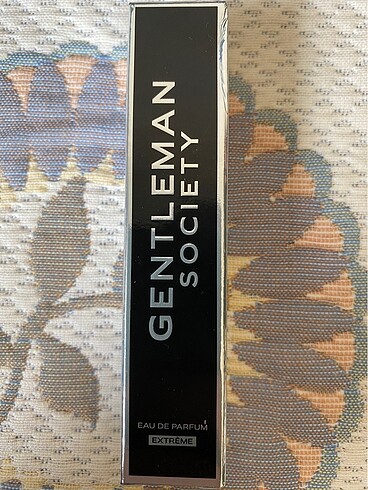 GENTLEMAN
SOCIETY
EAU DE PARFUM
EXTRÊME